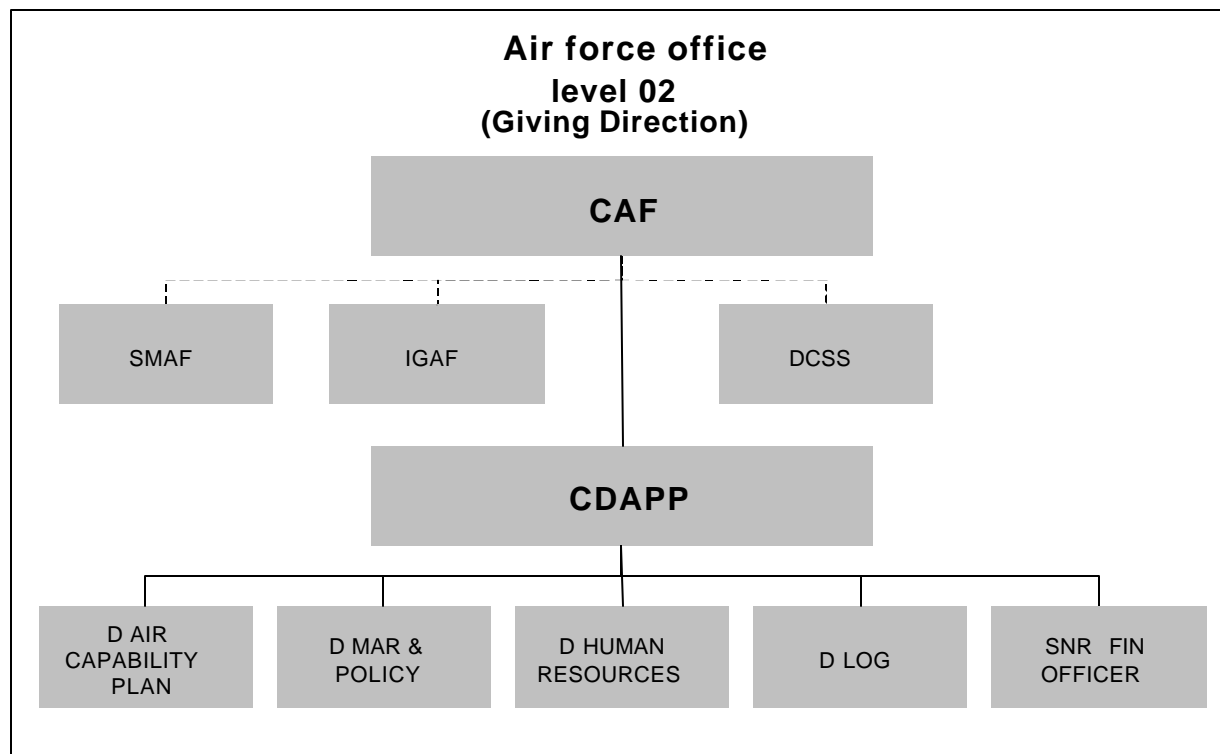 Air force office
level 02
(Giving Direction)
CAF
SMAF
IGAF
DCSS
CDAPP
D AIR
CAPABILITY
PLAN
D MAR &
POLICY
D HUMAN
RESOURCES
D LOG
SNR FIN
OFFICER